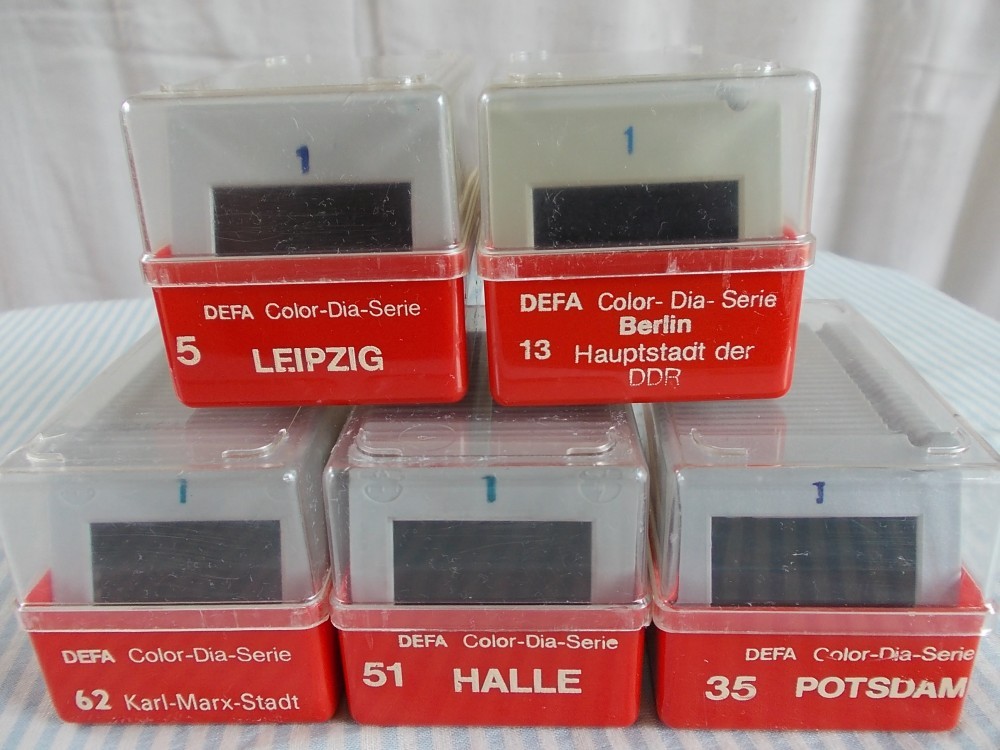 1
DEFA Color-Dia-Serie
5 LEIPZIG
1
DEFA Color-Dia-Serie
Berlin
13 Hauptstadt der
DDR
1
DEFA Color-Dia-Serie
62 Karl-Marx-Stadt
1
DEFA Color-Dia-Serie
51 HALLE
1
DEFA Color-Dia-Serie
35 POTSDAM